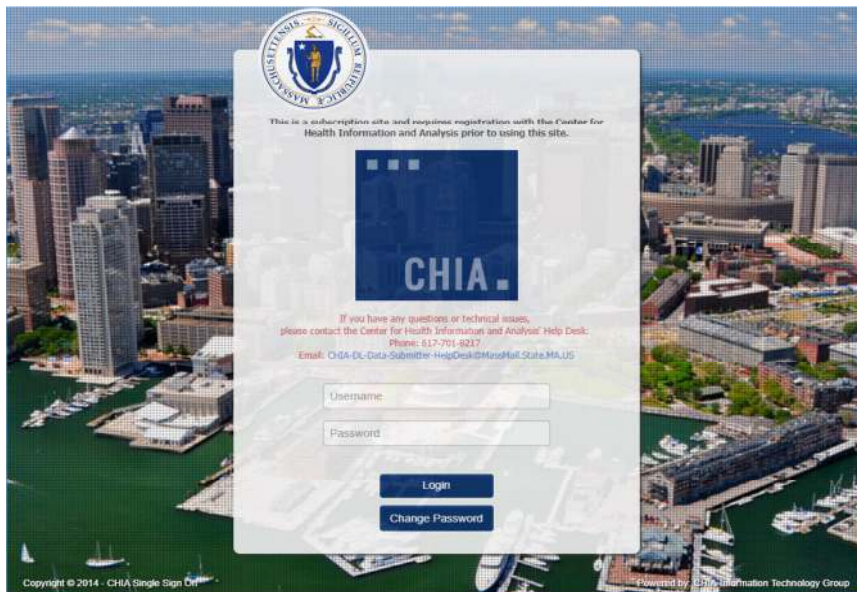 MASSACHUSETTENSIS. SIGILLUM REIPUBLICÆ
This is a subscription site and requires registration with the Center for
Health Information and Analysis prior to using this site.
CHIA.
If you have any questions or technical issues,
please contact the Center for Health Information and Analysis' Help Desk:
Phone: 617-701-8217
Email: CHIA-DL-Data-Submitter-HelpDesk@MassMail.State.MA.US
Username
Password
Login
Change Password
Copyright © 2014 - CHIA Single Sign On
Powered by: CHIA Information Technology Group